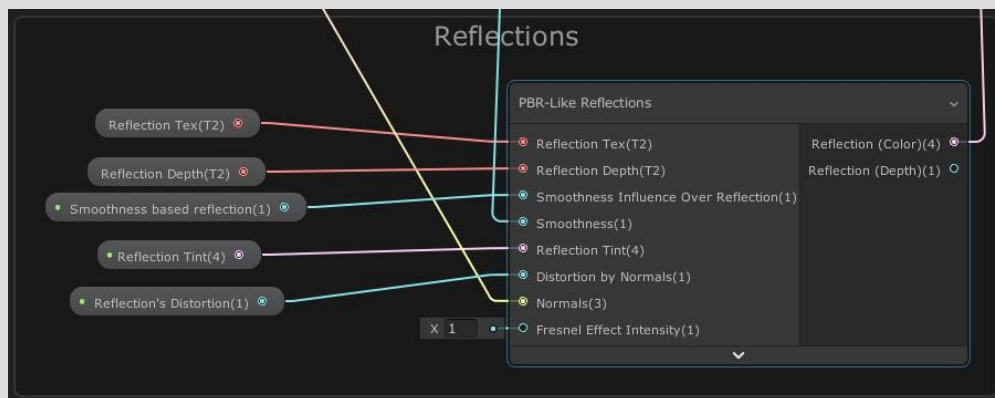 Reflections
PBR-Like Reflections
Reflection Tex(T2)
Reflection Depth(T2)
Smoothness based reflection(1)
Reflection Tint(4)
Reflection's Distortion(1)
X 1
Reflection Tex(T2)
Reflection Depth(T2)
Smoothness Influence Over Reflection(1)
Smoothness(1)
Reflection Tint(4)
Distortion by Normals(1)
Normals(3)
Fresnel Effect Intensity(1)
Reflection (Color)(4)
Reflection (Depth)(1)